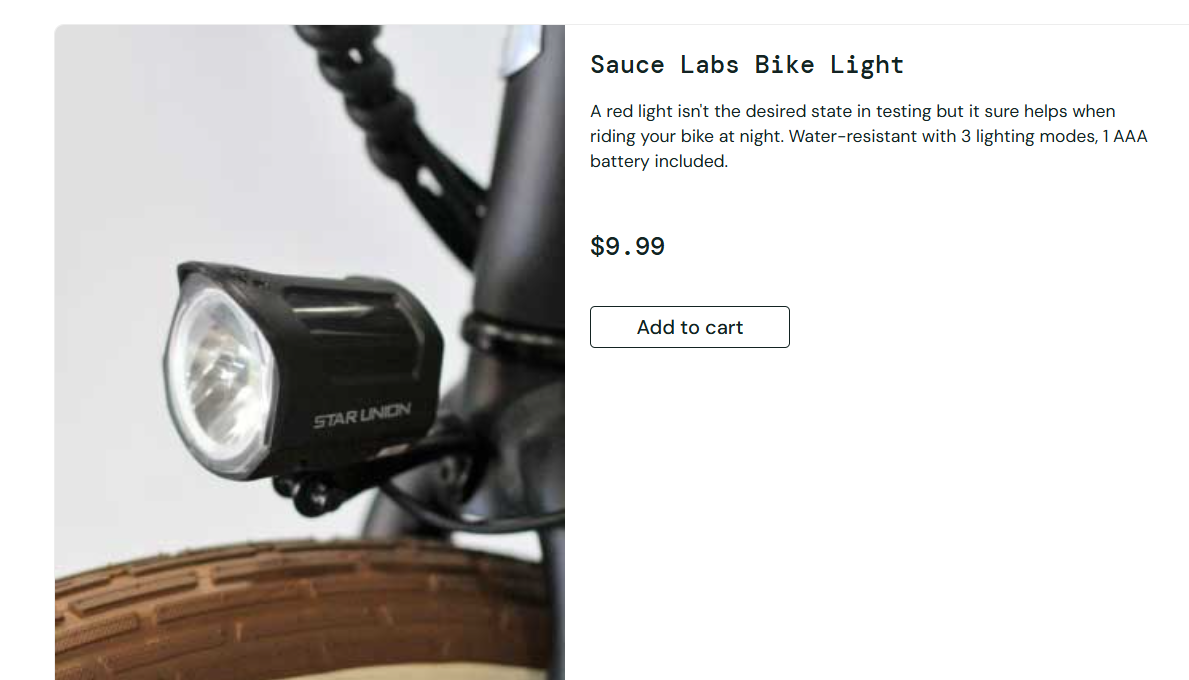 Sauce Labs Bike Light
A red light isn't the desired state in testing but it sure helps when
riding your bike at night. Water-resistant with 3 lighting modes, 1 AAA
battery included.
$9.99
Add to cart
STAR UNION